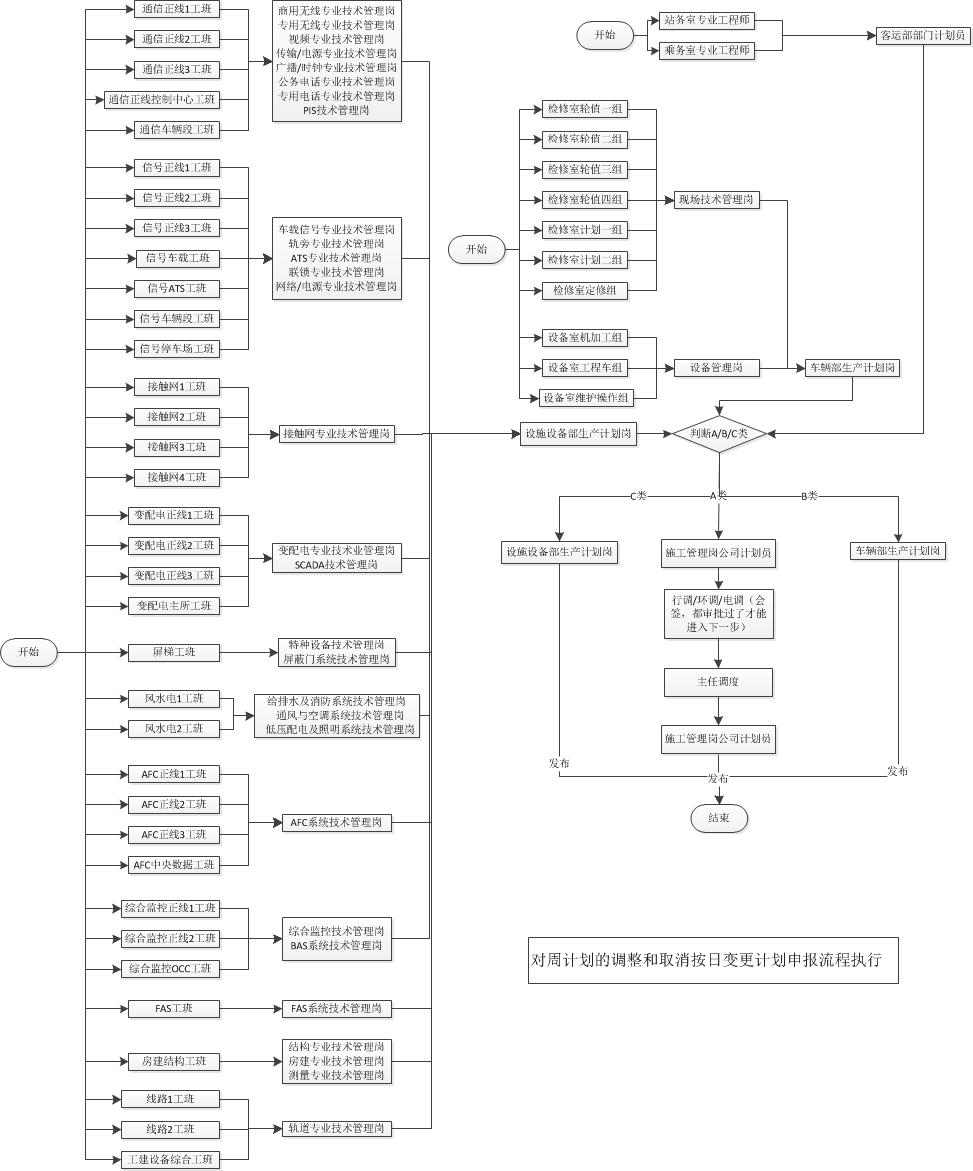 通信正线1工班
通信正线2工班
通信正线3工班
通信正线控制中心工班
通信车辆段工班
商用无线专业技术管理岗
专用无线专业技术管理岗
视频专业技术管理岗
传输/电源专业技术管理岗
广播/时钟专业技术管理岗
公务电话专业技术管理岗
专用电话专业技术管理岗
PIS技术管理岗
信号正线1工班
信号正线2工班
信号正线3工班
信号车载工班
信号ATS工班
信号车辆段工班
信号停车场工班
车载信号专业技术管理岗
轨旁专业技术管理岗
ATS专业技术管理岗
联锁专业技术管理岗
网络/电源专业技术管理岗
接触网1工班
接触网2工班
接触网3工班
接触网4工班
接触网专业技术管理岗
变配电正线1工班
变配电正线2工班
变配电正线3工班
变配电主所工班
变配电专业技术业管理岗
SCADA技术管理岗
开始
屏梯工班
特种设备技术管理岗
屏蔽门系统技术管理岗
风水电1工班
风水电2工班
给排水及消防系统技术管理岗
通风与空调系统技术管理岗
低压配电及照明系统技术管理岗
AFC正线1工班
AFC正线2工班
AFC正线3工班
AFC中央数据工班
AFC系统技术管理岗
综合监控正线1工班
综合监控正线2工班
综合监控OCC工班
综合监控技术管理岗
BAS系统技术管理岗
FAS工班
FAS系统技术管理岗
房建结构工班
结构专业技术管理岗
房建专业技术管理岗
测量专业技术管理岗
线路1工班
线路2工班
工建设备综合工班
轨道专业技术管理岗
开始
站务室专业工程师
乘务室专业工程师
客运部部门计划员
开始
检修室轮值一组
检修室轮值二组
检修室轮值三组
检修室轮值四组
检修室计划一组
检修室计划二组
检修室定修组
现场技术管理岗
设备室机加工组
设备室工程车组
设备室维护操作组
设备管理岗
车辆部生产计划岗
设施设备部生产计划岗
判断A/B/C类
C类
A类
B类
设施设备部生产计划岗
施工管理岗公司计划员
车辆部生产计划岗
行调/环调/电调（会
签，都审批过了才能
进入下一步）
主任调度
施工管理岗公司计划员
发布
发布
发布
结束
对周计划的调整和取消按日变更计划申报流程执行